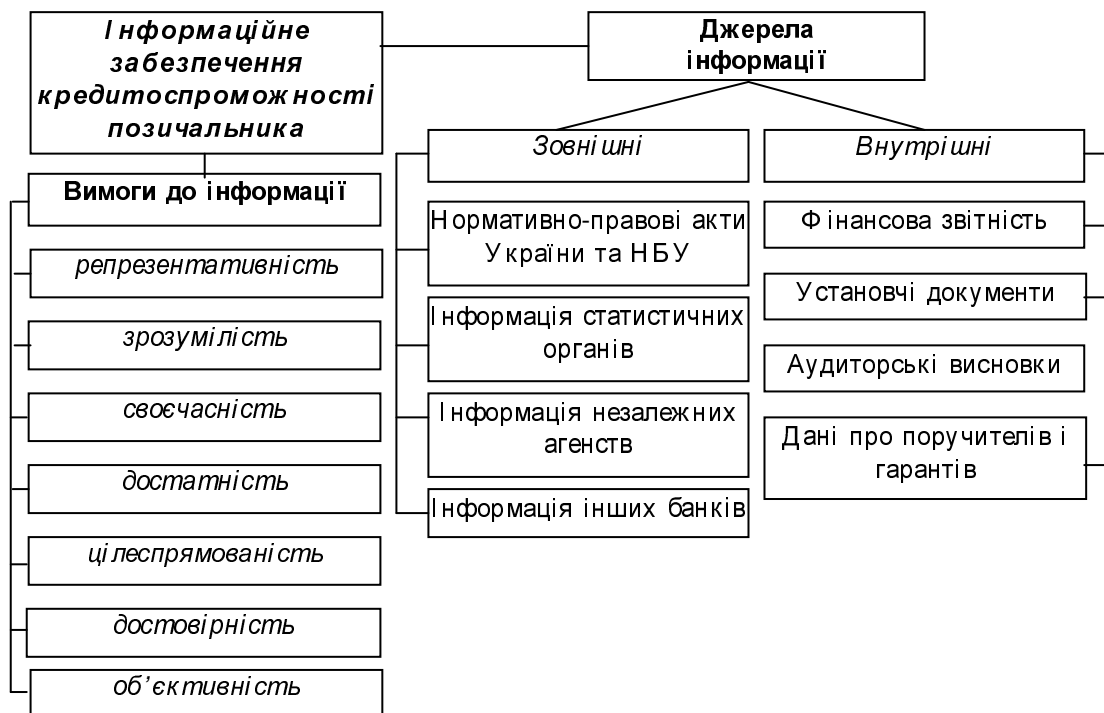 Інформаційне
забезпечення
кредитоспроможності
позичальника
Джерела
інформації
Вимоги до інформації
репрезентативність
зрозумілість
своєчасність
достатність
цілеспрямованість
достовірність
об’єктивність
Зовнішні
Нормативно-правові акти
України та НБУ
Інформація статистичних
органів
Інформація незалежних
агенств
Інформація інших банків
Внутрішні
Фінансова звітність
Установчі документи
Аудиторські висновки
Дані про поручителів і
гарантів